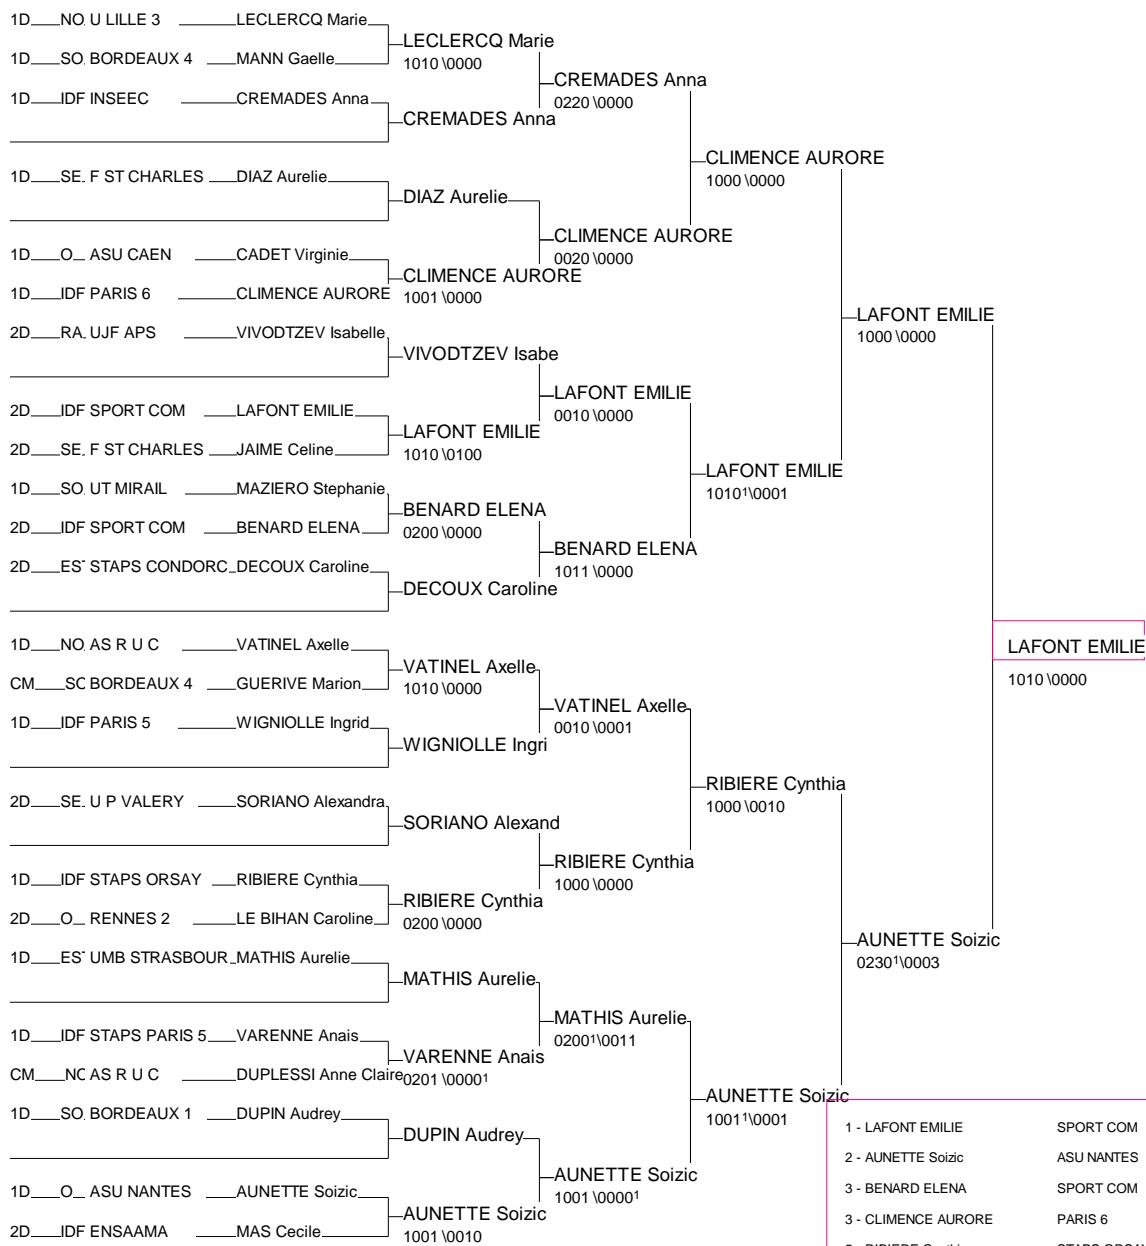 1D NO U LILLE 3 LECLERCQ Marie
LECLERCQ Marie
1D SO BORDEAUX 4 MANN Gaelle
1010 \0000
CREMADES Anna
1D IDF INSEEC CREMADES Anna
0220 \0000
CREMADES Anna
CLIMENCE AURORE
1D SE F ST CHARLES DIAZ Aurelie
1000 \0000
DIAZ Aurelie
CLIMENCE AURORE
1D O ASU CAEN CADET Virginie
0020 \0000
CLIMENCE AURORE
1D IDF PARIS 6 CLIMENCE AURORE
1001 \0000
LAFONT EMILIE
2D RA UJF APS VIVODTZEV Isabelle
1000 \0000
VIVODTZEV Isabe
LAFONT EMILIE
2D IDF SPORT COM LAFONT EMILIE
0010 \0000
LAFONT EMILIE
2D SE F ST CHARLES JAIME Celine
1010 \0100
LAFONT EMILIE
1D SO UT MIRAIL MAZIERO Stephanie
1010¹\0001
BENARD ELENA
2D IDF SPORT COM BENARD ELENA
0200 \0000
BENARD ELENA
2D ES STAPS CONDORC DECOUX Caroline
1011 \0000
DECOUX Caroline
1D NO AS R U C VATINEL Axelle
LAFONT EMILIE
VATINEL Axelle
CM SC BORDEAUX 4 GUERIVE Marion
1010 \0000
1010 \0000
VATINEL Axelle
1D IDF PARIS 5 WIGNIOLLE Ingrid
0010 \0001
WIGNIOLLE Ingri
RIBIERE Cynthia
2D SE U P VALERY SORIANO Alexandra
1000 \0010
SORIANO Alexand
RIBIERE Cynthia
1D IDF STAPS ORSAY RIBIERE Cynthia
1000 \0000
RIBIERE Cynthia
2D O RENNES 2 LE BIHAN Caroline
0200 \0000
AUNETTE Soizic
1D ES UMB STRASBOUR MATHIS Aurelie
0230¹\0003
MATHIS Aurelie
MATHIS Aurelie
1D IDF STAPS PARIS 5 VARENNE Anais
0200¹\0011
VARENNE Anais
CM NC AS R U C DUPLESSI Anne Claire
0201 \0000¹
AUNETTE Soizic
1D SO BORDEAUX 1 DUPIN Audrey
1001¹\0001
1 - LAFONT EMILIE SPORT COM
DUPIN Audrey
2 - AUNETTE Soizic ASU NANTES
AUNETTE Soizic
1D O ASU NANTES AUNETTE Soizic
1001 \0000¹
3 - BENARD ELENA SPORT COM
AUNETTE Soizic
3 - CLIMENCE AURORE PARIS 6
2D IDF ENSAAMA MAS Cecile
1001 \0010